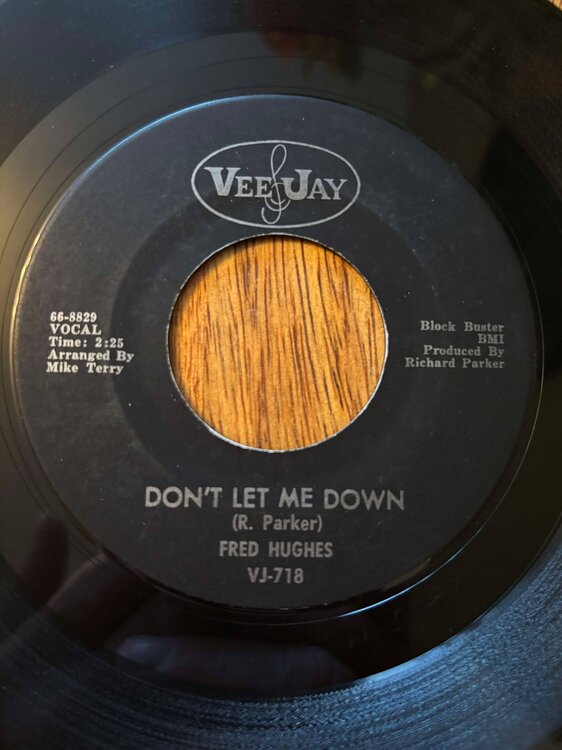 VEE JAY
66-8829
VOCAL
Time: 2:25
Arranged By
Mike Terry
Block Buster
BMI
Produced By
Richard Parker
DON'T LET ME DOWN
(R. Parker)
FRED HUGHES
VJ-718